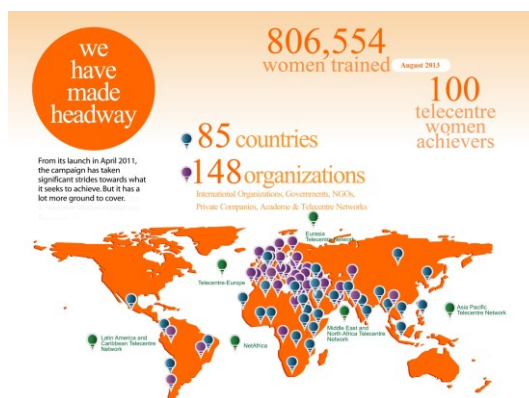 we
have
made
headway
806,554
women trained
August 2013
100
telecentre
women
achievers
85 countries
148 organizations
International Organizations, Governments, NGOs,
Private Companies, Academic & Telecentre Networks
From its launch in April 2011,
the campaign has taken
significant strides towards what
it seeks to achieve. But it has a
lot more ground to cover.
Eurasia
Telecentre Network
Telecentre-Europe
Asia Pacific
Telecentre Network
Middle East and
North Africa Telecentre
Network
Latin America and
Caribbean Telecentre
Network
NetAfrica